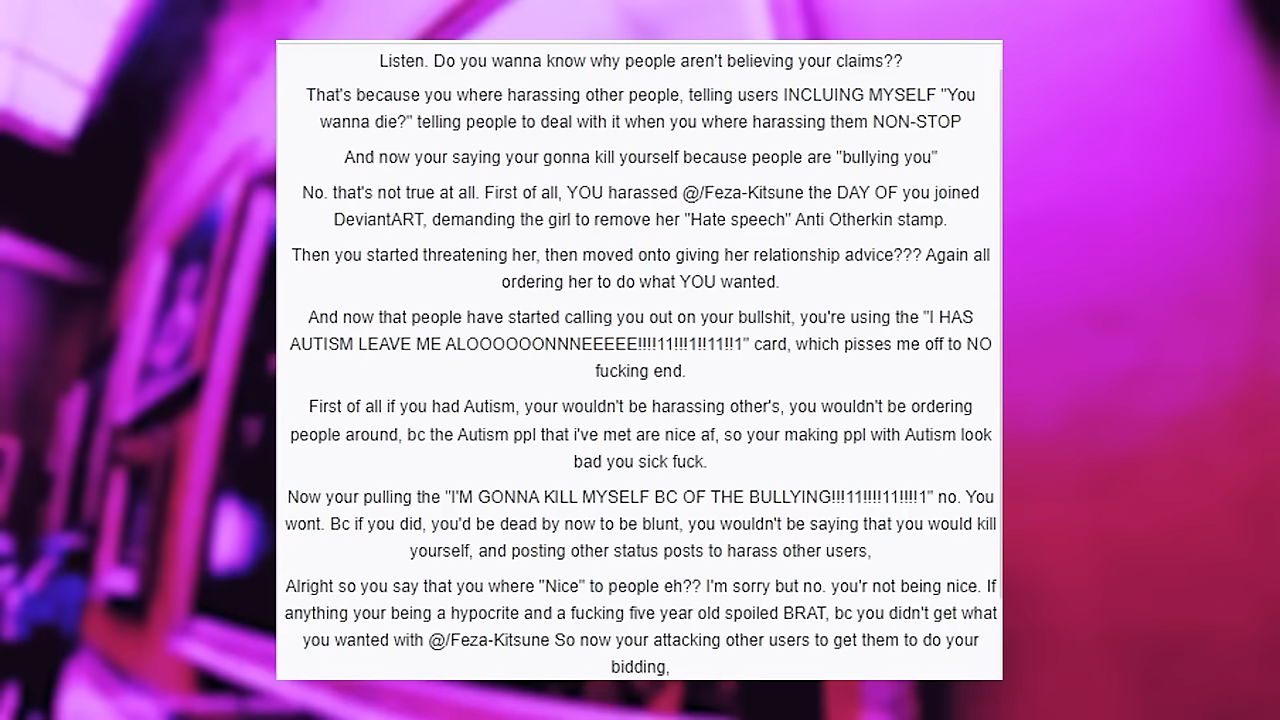 Listen. Do you wanna know why people aren't believing your claims??
That's because you where harassing other people, telling users INCLUING MYSELF "You
wanna die?" telling people to deal with it when you where harassing them NON-STOP
And now your saying your gonna kill yourself because people are "bullying you"
No. that's not true at all. First of all, YOU harassed @/Feza-Kitsune the DAY OF you joined
DeviantART, demanding the girl to remove her "Hate speech" Anti Otherkin stamp.
Then you started threatening her, then moved onto giving her relationship advice??? Again all
ordering her to do what YOU wanted.
And now that people have started calling you out on your bullshit, you're using the "I HAS
AUTISM LEAVE ME ALOOOOOONNNEEEEE!!!!11!!!1!!11!!1" card, which pisses me off to NO
fucking end.
First of all if you had Autism, your wouldn't be harassing other's, you wouldn't be ordering
people around, bc the Autism ppl that i've met are nice af, so your making ppl with Autism look
bad you sick fuck.
Now your pulling the "I'M GONNA KILL MYSELF BC OF THE BULLYING!!!11!!!!11!!!!1" no. You
wont. Bc if you did, you'd be dead by now to be blunt, you wouldn't be saying that you would kill
yourself, and posting other status posts to harass other users,
Alright so you say that you where "Nice" to people eh?? I'm sorry but no. you'r not being nice. If
anything your being a hypocrite and a fucking five year old spoiled BRAT, bc you didn't get what
you wanted with @/Feza-Kitsune So now your attacking other users to get them to do your
bidding,